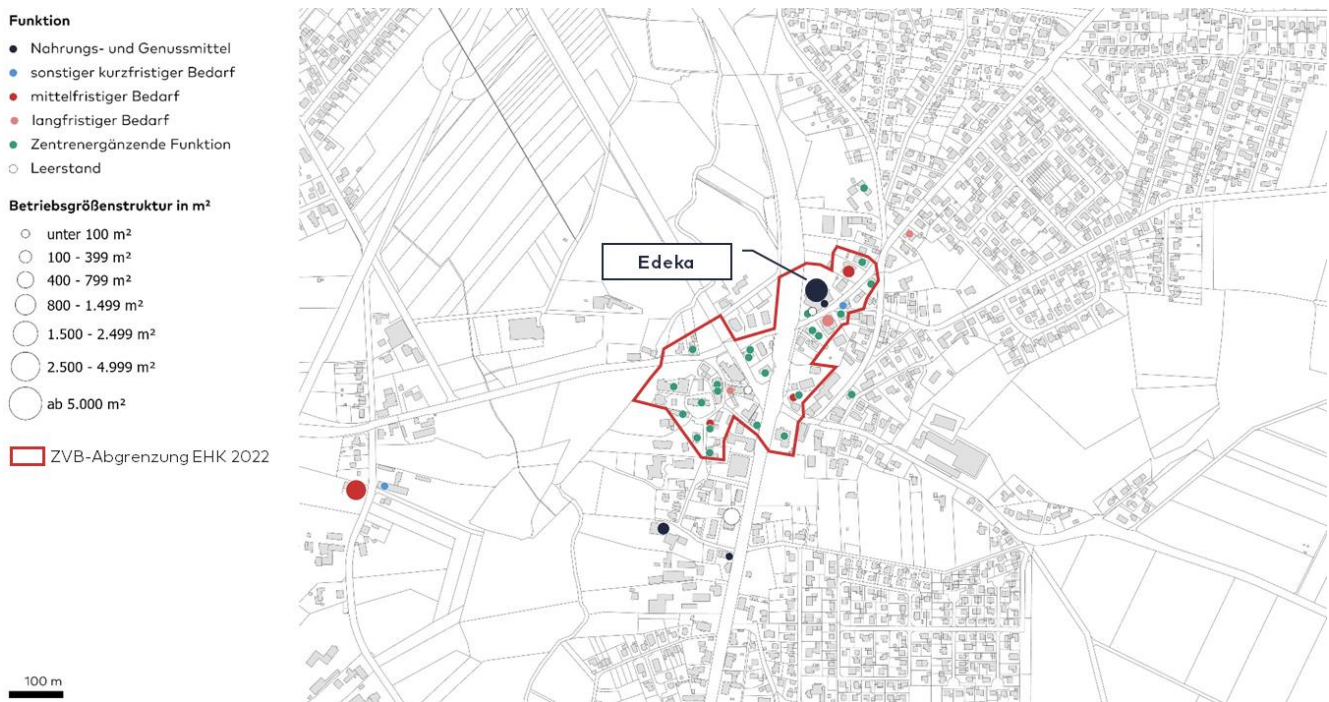 Funktion
Nahrungs- und Genussmittel
sonstiger kurzfristiger Bedarf
mittelfristiger Bedarf
langfristiger Bedarf
Zentrenergänzende Funktion
Leerstand
Betriebsgrößenstruktur in m²
unter 100 m²
100 - 399 m²
400 - 799 m²
800 - 1.499 m²
1.500 - 2.499 m²
2.500 - 4.999 m²
ab 5.000 m²
ZVB-Abgrenzung EHK 2022
100 m
Edeka